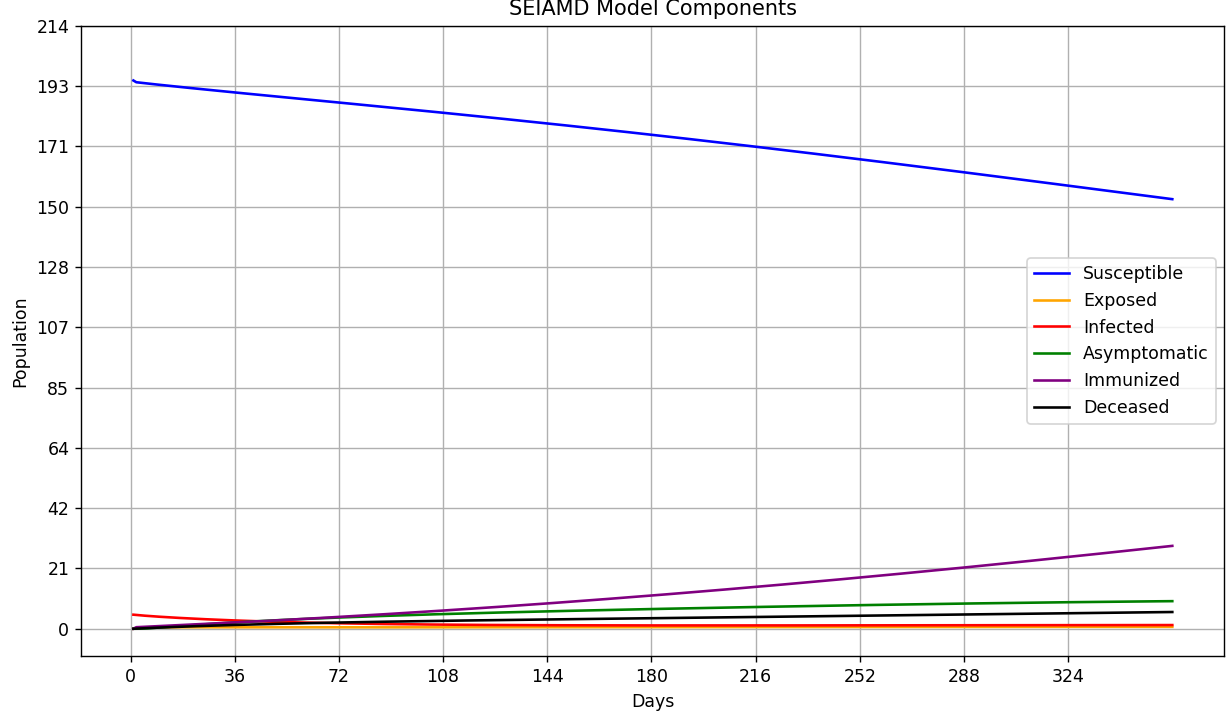 SEIAMD Model Components
Population
214
193
171
150
128
107
85
64
42
21
0
Susceptible
Exposed
Infected
Asymptomatic
Immunized
Deceased
0 36 72 108 144 180 216 252 288 324
Days